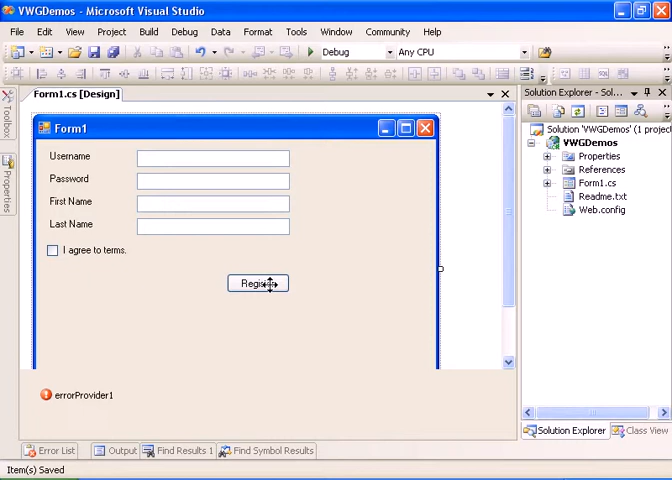 VWGDemos - Microsoft Visual Studio
File Edit View Project Build Debug Data Format Tools Window Community Help
Debug Any CPU
Form1.cs [Design]
Toolbox
Properties
Form1
Username
Password
First Name
Last Name
I agree to terms.
errorProvider1
Solution Explorer - Sol...
Solution 'VWGDemos' (1 projec
VWGDemos
Properties
References
Form1.cs
Readme.txt
Web.config
Solution Explorer Class View
Error List Output Find Results 1 Find Symbol Results
Item(s) Saved